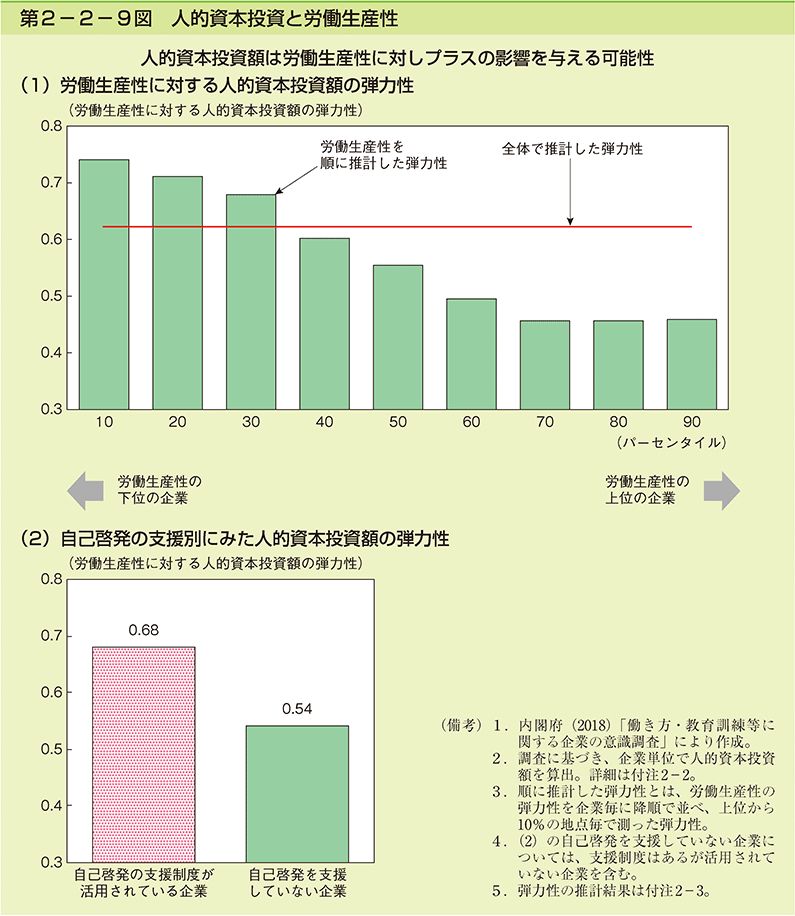 第2－2－9図　人的資本投資と労働生産性
人的資本投資額は労働生産性に対しプラスの影響を与える可能性
（1）労働生産性に対する人的資本投資額の弾力性
（労働生産性に対する人的資本投資額の弾力性）
0.8
0.7
0.6
0.5
0.4
0.3
労働生産性を
順に推計した弾力性
全体で推計した弾力性
10 20 30 40 50 60 70 80 90
（パーセンタイル）
労働生産性の
下位の企業
労働生産性の
上位の企業
（2）自己啓発の支援別にみた人的資本投資額の弾力性
（労働生産性に対する人的資本投資額の弾力性）
0.8
0.7
0.6
0.5
0.4
0.3
0.68
0.54
自己啓発の支援制度が
活用されている企業
自己啓発を支援
していない企業
（備考）1．内閣府（2018）「働き方・教育訓練等に
関する企業の意識調査」により作成。
2．調査に基づき、企業単位で人的資本投資
額を算出。詳細は付注2－2。
3．順に推計した弾力性とは、労働生産性の
弾力性を企業毎に降順で並べ、上位から
10％の地点毎で測った弾力性。
4．(2) の自己啓発を支援していない企業に
ついては、支援制度はあるが活用されて
いない企業を含む。
5．弾力性の推計結果は付注2－3。